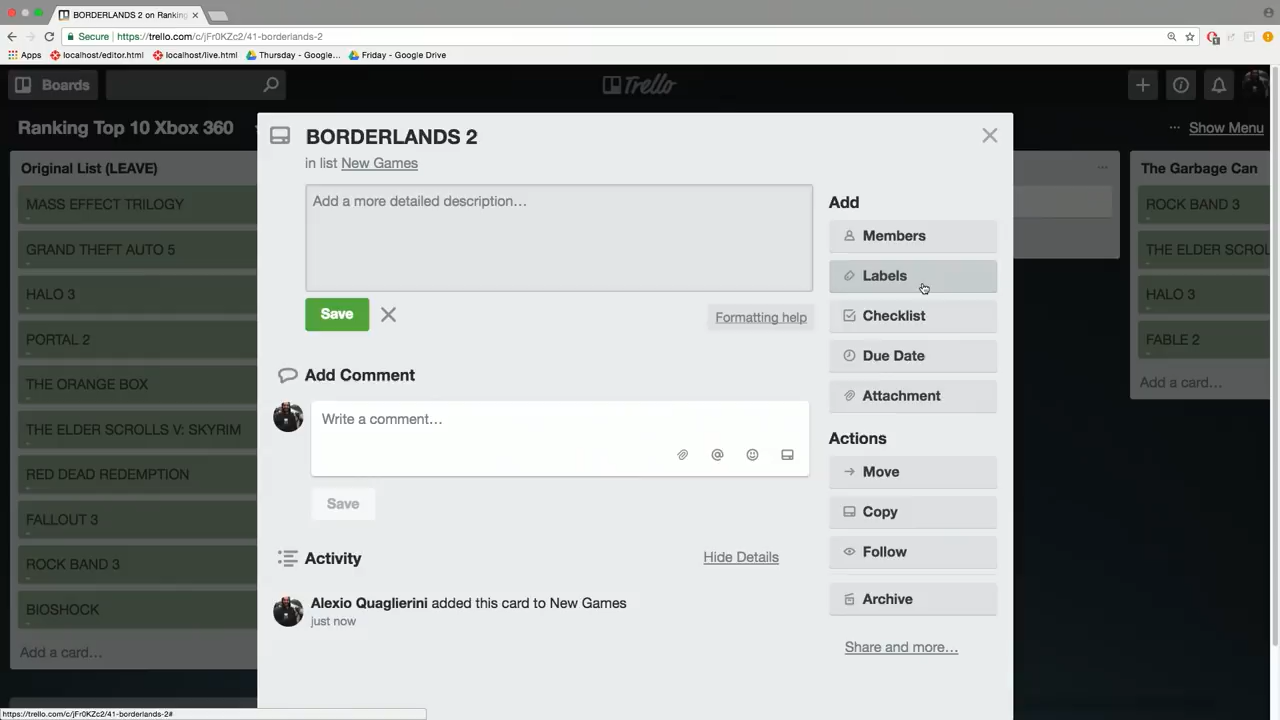 BORDERLANDS 2 on Ranking
Secure | https://trello.com/c/jFr0KZc2/41-borderlands-2
Apps localhost/editor.html localhost/live.html Thursday - Google... Friday - Google Drive
Boards
Trello
Ranking Top 10 Xbox 360
... Show Menu
Original List (LEAVE)
MASS EFFECT TRILOGY
GRAND THEFT AUTO 5
HALO 3
PORTAL 2
THE ORANGE BOX
THE ELDER SCROLLS V: SKYRIM
RED DEAD REDEMPTION
FALLOUT 3
ROCK BAND 3
BIOSHOCK
Add a card...
BORDERLANDS 2
in list New Games
Add a more detailed description...
Save
Formatting help
Add Comment
Write a comment...
Save
Activity
Hide Details
Alexio Quaglierini added this card to New Games
just now
Add
Members
Labels
Checklist
Due Date
Attachment
Actions
Move
Copy
Follow
Archive
Share and more...
The Garbage Can
ROCK BAND 3
THE ELDER SCROL
HALO 3
FABLE 2
Add a card...
https://trello.com/c/jFr0KZc2/41-borderlands-2#